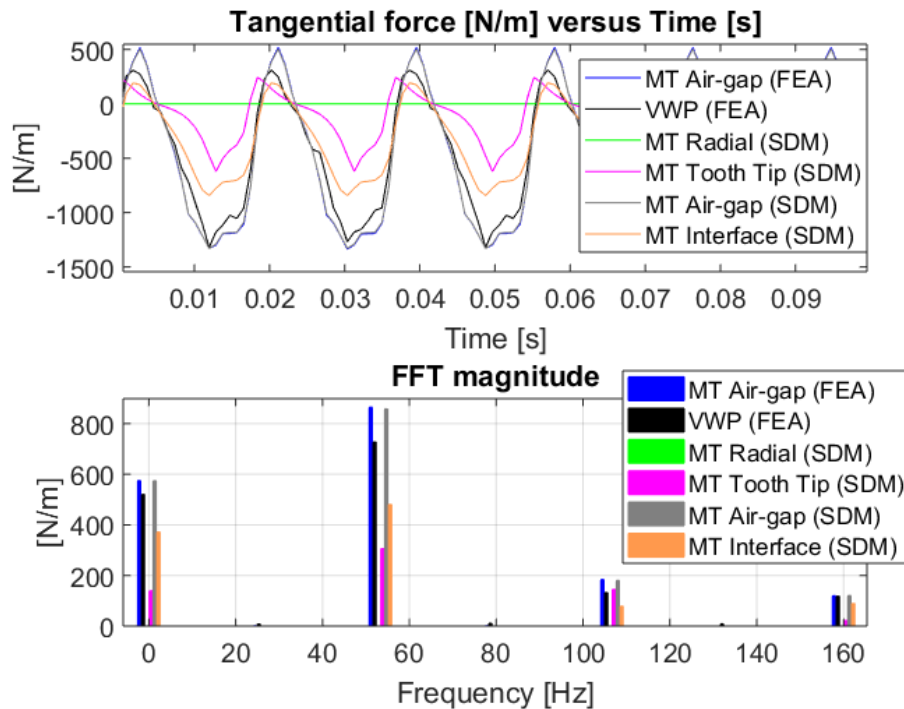 Tangential force [N/m] versus Time [s]
[N/m]
500
0
-500
-1000
-1500
MT Air-gap (FEA)
VWP (FEA)
MT Radial (SDM)
MT Tooth Tip (SDM)
MT Air-gap (SDM)
MT Interface (SDM)
0.01 0.02 0.03 0.04 0.05 0.06 0.07 0.08 0.09
Time [s]
FFT magnitude
[N/m]
800
600
400
200
0
MT Air-gap (FEA)
VWP (FEA)
MT Radial (SDM)
MT Tooth Tip (SDM)
MT Air-gap (SDM)
MT Interface (SDM)
0 20 40 60 80 100 120 140 160
Frequency [Hz]